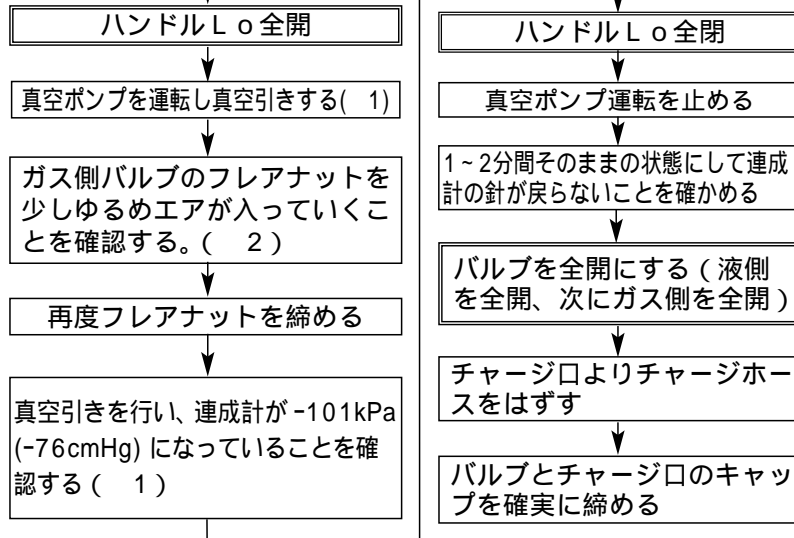 ハンドルＬｏ全開
真空ポンプを運転し真空引きする(　1)
ガス側バルブのフレアナットを
少しゆるめエアが入っていくこ
とを確認する。(　2 )
再度フレアナットを締める
真空引きを行い、連成計が -101kPa
(-76cmHg) になっていることを確
認する (　1 )
ハンドルＬｏ全閉
真空ポンプ運転を止める
1 ~ 2分間そのままの状態にして連成
計の針が戻らないことを確かめる
バルブを全開にする ( 液側
を全開、次にガス側を全開 )
チャージ口よりチャージホー
スをはずす
バルブとチャージ口のキャッ
プを確実に締める